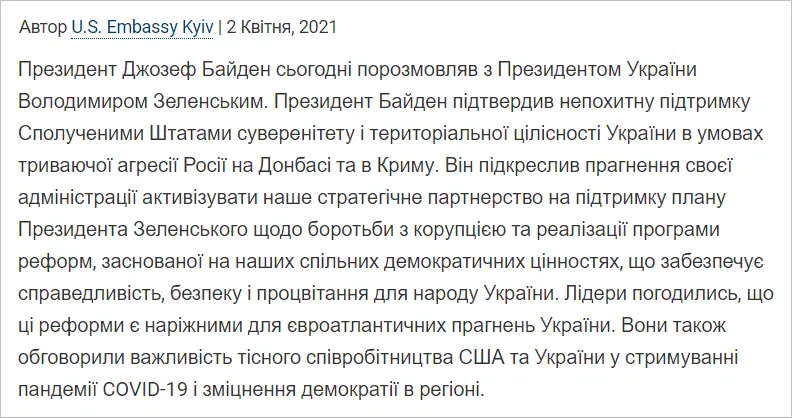 Автор U.S. Embassy Kyiv | 2 Квітня, 2021
Президент Джозеф Байден сьогодні порозмовляв з Президентом України
Володимиром Зеленським. Президент Байден підтвердив непохитну підтримку
Сполученими Штатами суверенітету і територіальної цілісності України в умовах
триваючої агресії Росії на Донбасі та в Криму. Він підкреслив прагнення своєї
адміністрації активізувати наше стратегічне партнерство на підтримку плану
Президента Зеленського щодо боротьби з корупцією та реалізації програми
реформ, заснованої на наших спільних демократичних цінностях, що забезпечує
справедливість, безпеку і процвітання для народу України. Лідери погодились, що
ці реформи є наріжними для євроатлантичних прагнень України. Вони також
обговорили важливість тісного співробітництва США та України у стримуванні
пандемії COVID-19 і зміцнення демократії в регіоні.